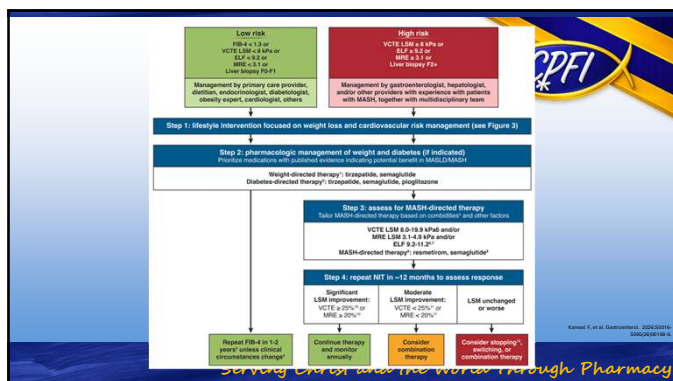 Low risk
FIB-4 < 1.3 or
VCTE LSM < 8 kPa or
ELF < 9.2 or
MRE < 3.1 or
Liver biopsy F0-F1
Management by primary care provider,
dietitian, endocrinologist, diabetologist,
obesity expert, cardiologist, others
High risk
VCTE LSM ≥ 8 kPa or
ELF ≥ 9.2 or
MRE ≥ 3.1 or
Liver biopsy F2+
Management by gastroenterologist, hepatologist,
and/or other providers with experience with patients
with MASH, together with multidisciplinary team
CPFI
Step 1: lifestyle intervention focused on weight loss and cardiovascular risk management (see Figure 3)
Step 2: pharmacologic management of weight and diabetes (if indicated)
Prioritize medications with published evidence indicating potential benefit in MASLD/MASH
Weight-directed therapy: tirzepatide, semaglutide
Diabetes-directed therapy: tirzepatide, semaglutide, pioglitazone
Step 3: assess for MASH-directed therapy
Tailor MASH-directed therapy based on combidities and other factors
VCTE LSM 8.0-19.9 kPa6 and/or
MRE LSM 3.1-4.9 kPa and/or
ELF 9.2-11.2
MASH-directed therapy: resmetirom, semaglutide
Step 4: repeat NIT in ~12 months to assess response
Significant
LSM improvement:
VCTE ≥ 25% or
MRE ≥ 20%
Moderate
LSM improvement:
VCTE < 25% or
MRE < 20%
LSM unchanged
or worse
Repeat FIB-4 in 1-2
years unless clinical
circumstances change
Continue therapy
and monitor
annually
Consider
combination
therapy
Consider stopping,
switching, or
combination therapy
Kanwal F, et al. Gastroenterol. 2026:S0016-
Serving Christ and the World Through Pharmacy